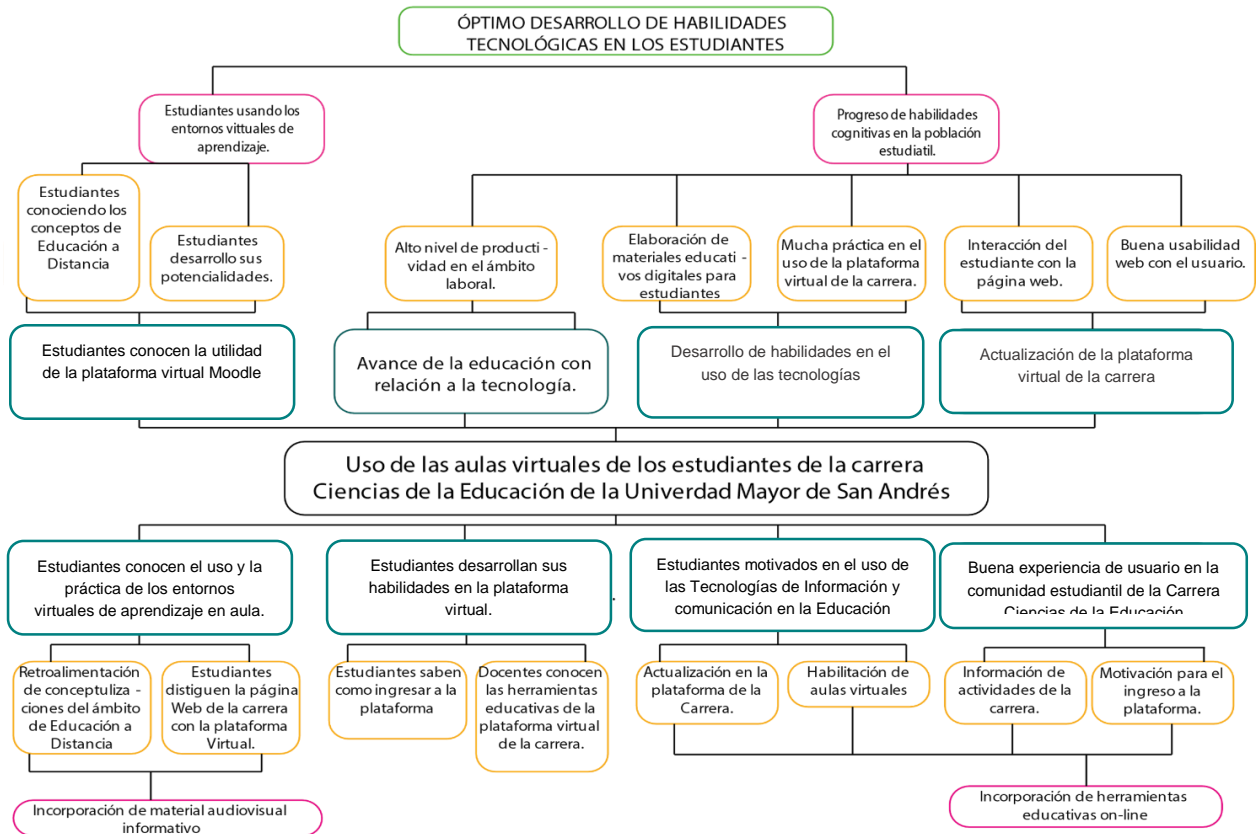 ÓPTIMO DESARROLLO DE HABILIDADES
TECNOLÓGICAS EN LOS ESTUDIANTES
Estudiantes usando los
entornos vittuales de
aprendizaje.
Progreso de habilidades
cognitivas en la población
estudiatil.
Estudiantes
conociendo los
conceptos de
Educación a
Distancia
Estudiantes
desarrollo sus
potencialidades.
Alto nivel de producti -
vidad en el ámbito
laboral.
Elaboración de
materiales educati -
vos digitales para
estudiantes
Mucha práctica en el
uso de la plataforma
virtual de la carrera.
Interacción del
estudiante con la
página web.
Buena usabilidad
web con el usuario.
Estudiantes conocen la utilidad
de la plataforma virtual Moodle
Avance de la educación con
relación a la tecnología.
Desarrollo de habilidades en el
uso de las tecnologías
Actualización de la plataforma
virtual de la carrera
Uso de las aulas virtuales de los estudiantes de la carrera
Ciencias de la Educación de la Univerdad Mayor de San Andrés
Estudiantes conocen el uso y la
práctica de los entornos
virtuales de aprendizaje en aula.
Estudiantes desarrollan sus
habilidades en la plataforma
virtual.
.
Estudiantes motivados en el uso de
las Tecnologías de Información y
comunicación en la Educación
Buena experiencia de usuario en la
comunidad estudiantil de la Carrera
Ciencias de la Educación
Retroalimentación
de conceptuliza -
ciones del ámbito
de Educación a
Distancia
Estudiantes
distiguen la página
Web de la carrera
con la plataforma
Virtual.
Estudiantes saben
como ingresar a la
plataforma
Docentes conocen
las herramientas
educativas de la
plataforma virtual
de la carrera.
Actualización en la
plataforma de la
Carrera.
Habilitación de
aulas virtuales
Información de
actividades de la
carrera.
Motivación para el
ingreso a la
plataforma.
Incorporación de material audiovisual
informativo
Incorporación de herramientas
educativas on-line